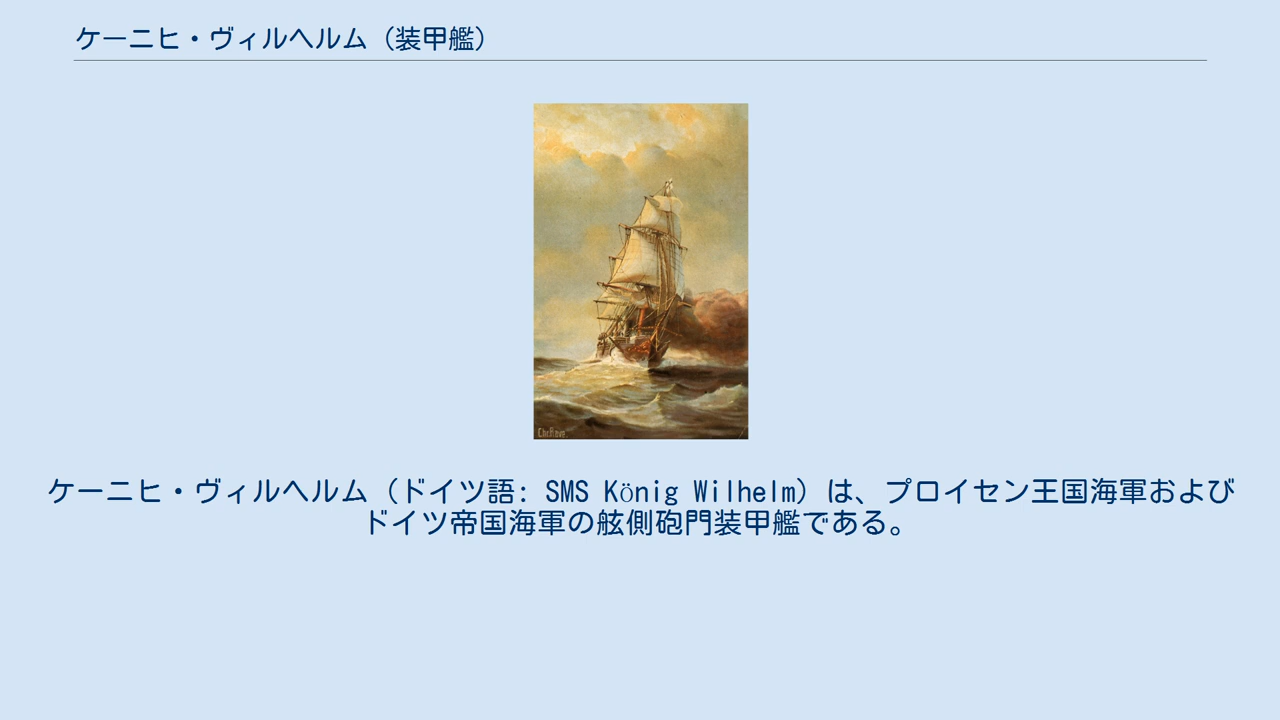 ケーニヒ・ヴィルヘルム（装甲艦）
Chr.Rave.
ケーニヒ・ヴィルヘルム（ドイツ語: SMS König Wilhelm）は、プロイセン王国海軍および
ドイツ帝国海軍の舷側砲門装甲艦である。